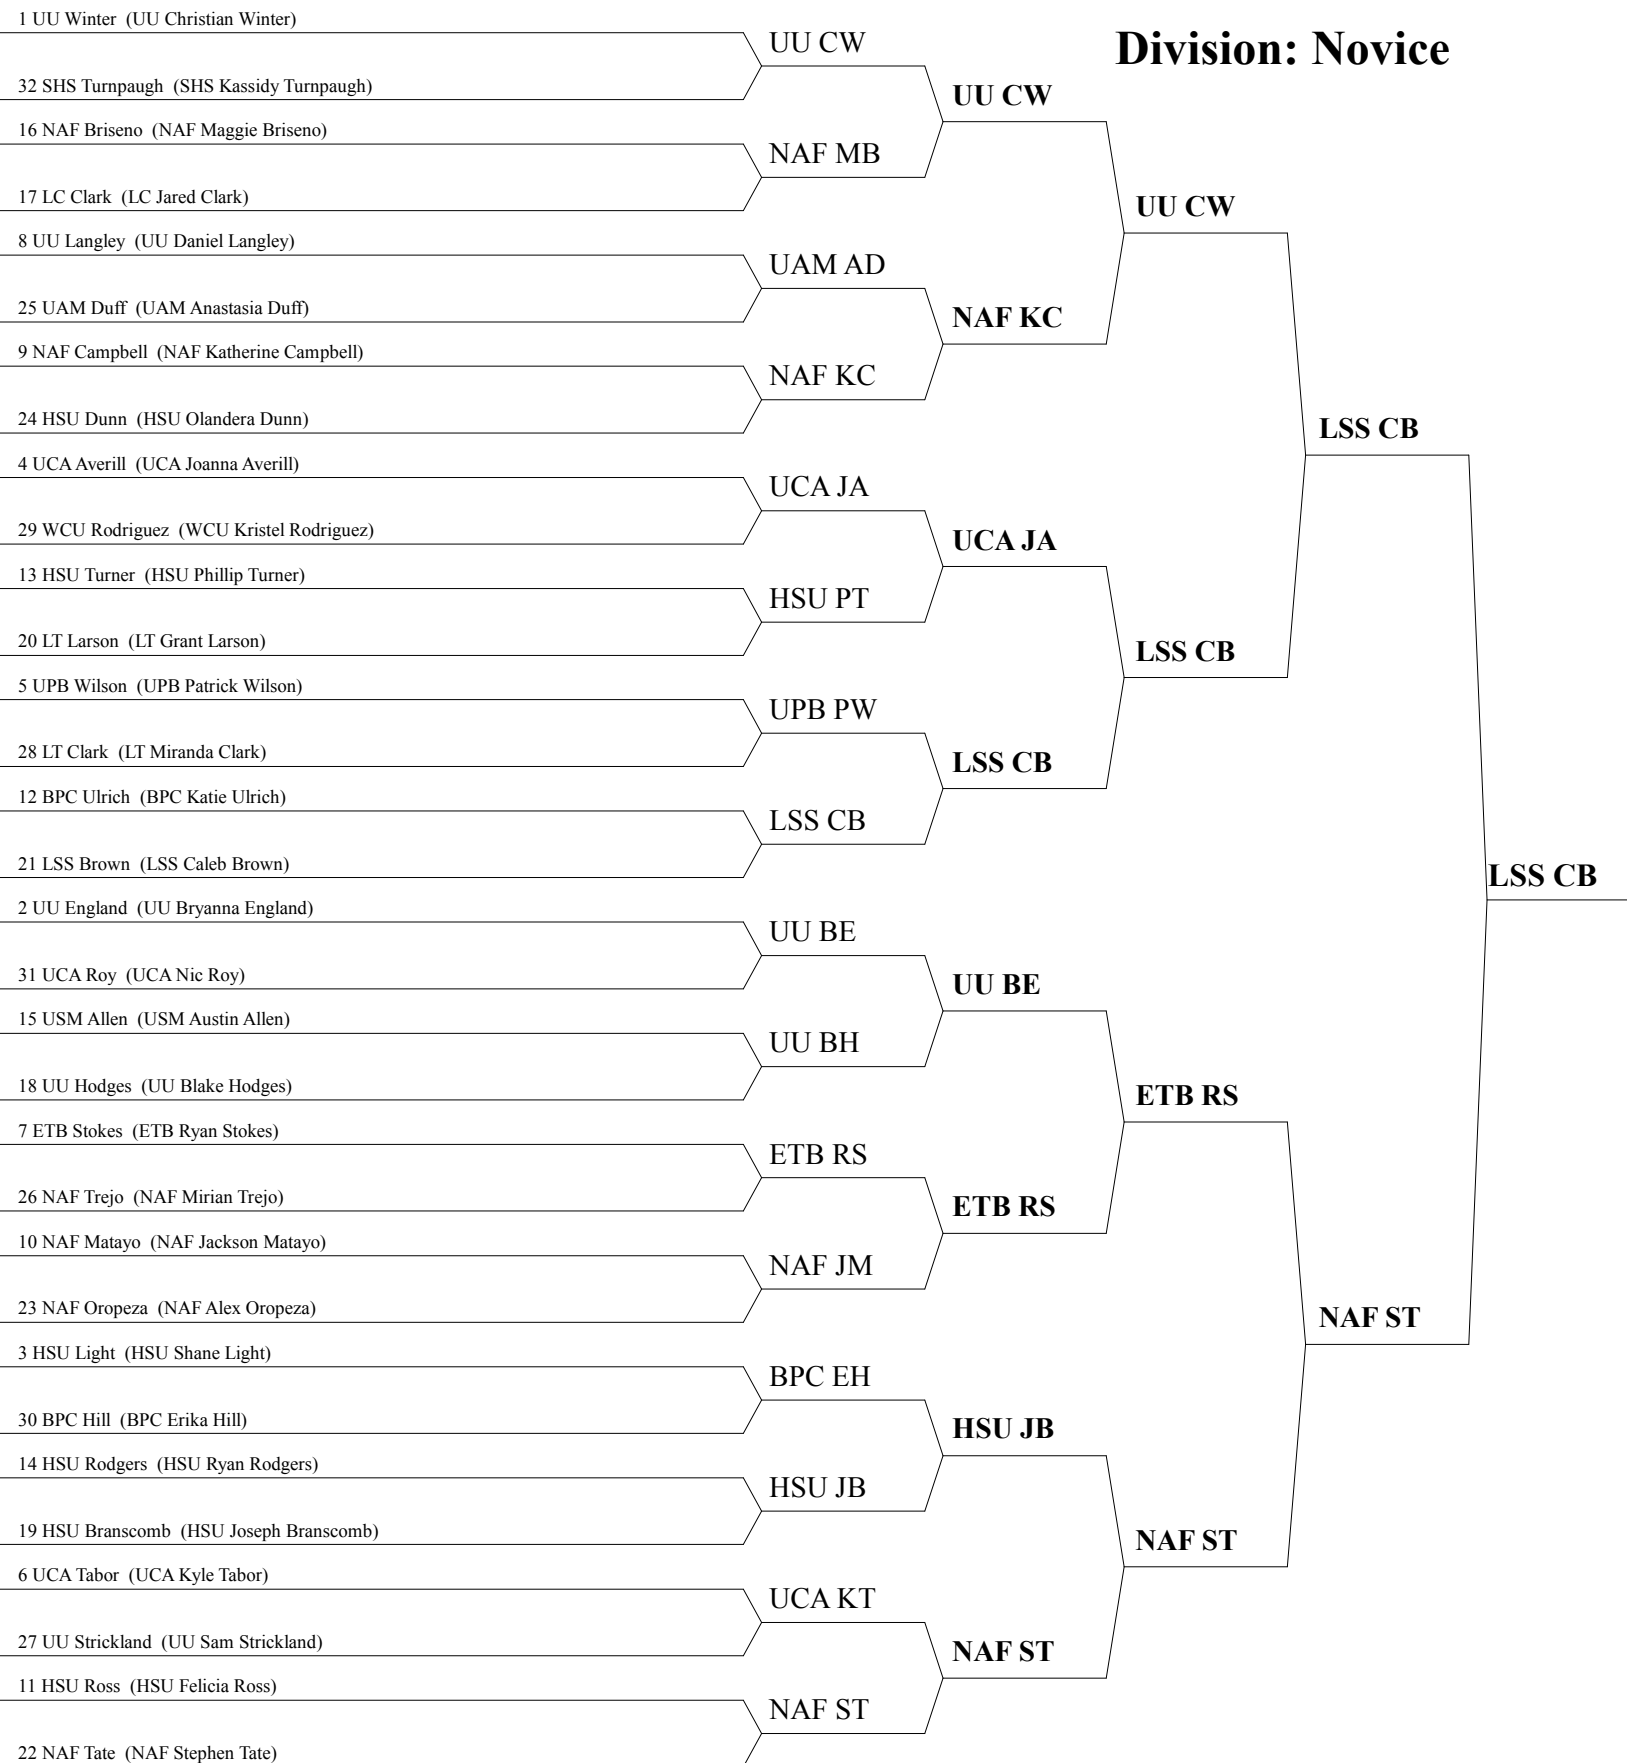 Division: Novice
1 UU Winter (UU Christian Winter)
32 SHS Turnpaugh (SHS Kassidy Turnpaugh)
16 NAF Briseno (NAF Maggie Briseno)
17 LC Clark (LC Jared Clark)
8 UU Langley (UU Daniel Langley)
25 UAM Duff (UAM Anastasia Duff)
9 NAF Campbell (NAF Katherine Campbell)
24 HSU Dunn (HSU Olandera Dunn)
4 UCA Averill (UCA Joanna Averill)
29 WCU Rodriguez (WCU Kristel Rodriguez)
13 HSU Turner (HSU Phillip Turner)
20 LT Larson (LT Grant Larson)
5 UPB Wilson (UPB Patrick Wilson)
28 LT Clark (LT Miranda Clark)
12 BPC Ulrich (BPC Katie Ulrich)
21 LSS Brown (LSS Caleb Brown)
2 UU England (UU Bryanna England)
31 UCA Roy (UCA Nic Roy)
15 USM Allen (USM Austin Allen)
18 UU Hodges (UU Blake Hodges)
7 ETB Stokes (ETB Ryan Stokes)
26 NAF Trejo (NAF Mirian Trejo)
10 NAF Matayo (NAF Jackson Matayo)
23 NAF Oropeza (NAF Alex Oropeza)
3 HSU Light (HSU Shane Light)
30 BPC Hill (BPC Erika Hill)
14 HSU Rodgers (HSU Ryan Rodgers)
19 HSU Branscomb (HSU Joseph Branscomb)
6 UCA Tabor (UCA Kyle Tabor)
27 UU Strickland (UU Sam Strickland)
11 HSU Ross (HSU Felicia Ross)
22 NAF Tate (NAF Stephen Tate)
UU CW
NAF MB
UAM AD
NAF KC
UCA JA
HSU PT
UPB PW
LSS CB
UU BE
UU BH
ETB RS
NAF JM
BPC EH
HSU JB
UCA KT
NAF ST
UU CW
NAF KC
UCA JA
LSS CB
UU BE
ETB RS
HSU JB
NAF ST
UU CW
LSS CB
ETB RS
NAF ST
LSS CB
NAF ST
LSS CB